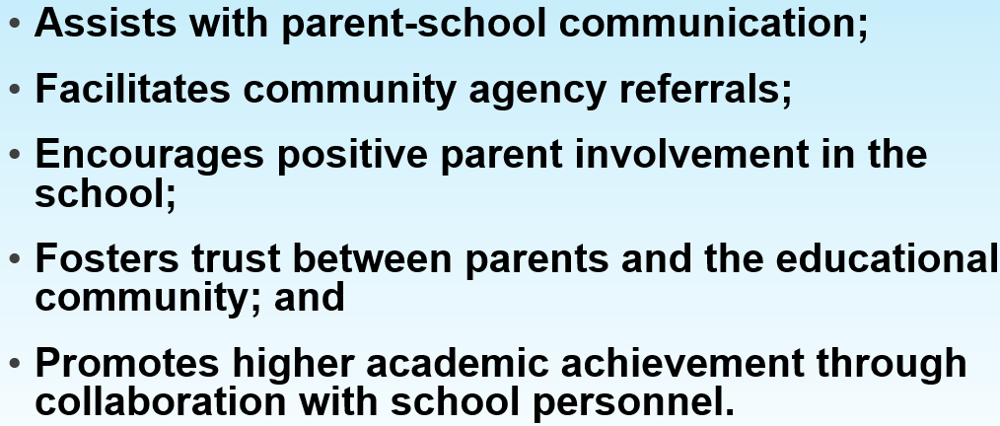 • Assists with parent-school communication;
• Facilitates community agency referrals;
• Encourages positive parent involvement in the
school;
• Fosters trust between parents and the educational
community; and
• Promotes higher academic achievement through
collaboration with school personnel.